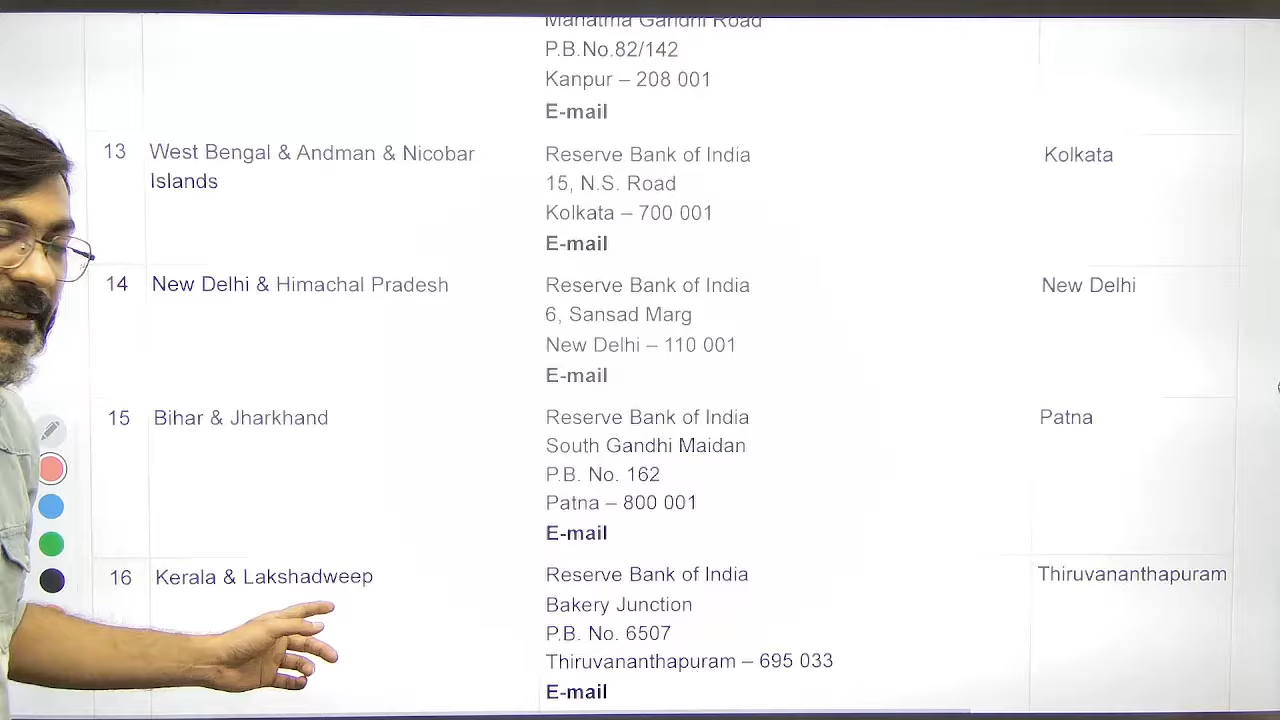 Mahatma Gandhi Road
P.B.No.82/142
Kanpur – 208 001
E-mail
13 West Bengal & Andman & Nicobar Islands
Reserve Bank of India
15, N.S. Road
Kolkata – 700 001
E-mail
Kolkata
14 New Delhi & Himachal Pradesh
Reserve Bank of India
6, Sansad Marg
New Delhi – 110 001
E-mail
New Delhi
15 Bihar & Jharkhand
Reserve Bank of India
South Gandhi Maidan
P.B. No. 162
Patna – 800 001
E-mail
Patna
16 Kerala & Lakshadweep
Reserve Bank of India
Bakery Junction
P.B. No. 6507
Thiruvananthapuram – 695 033
E-mail
Thiruvananthapuram